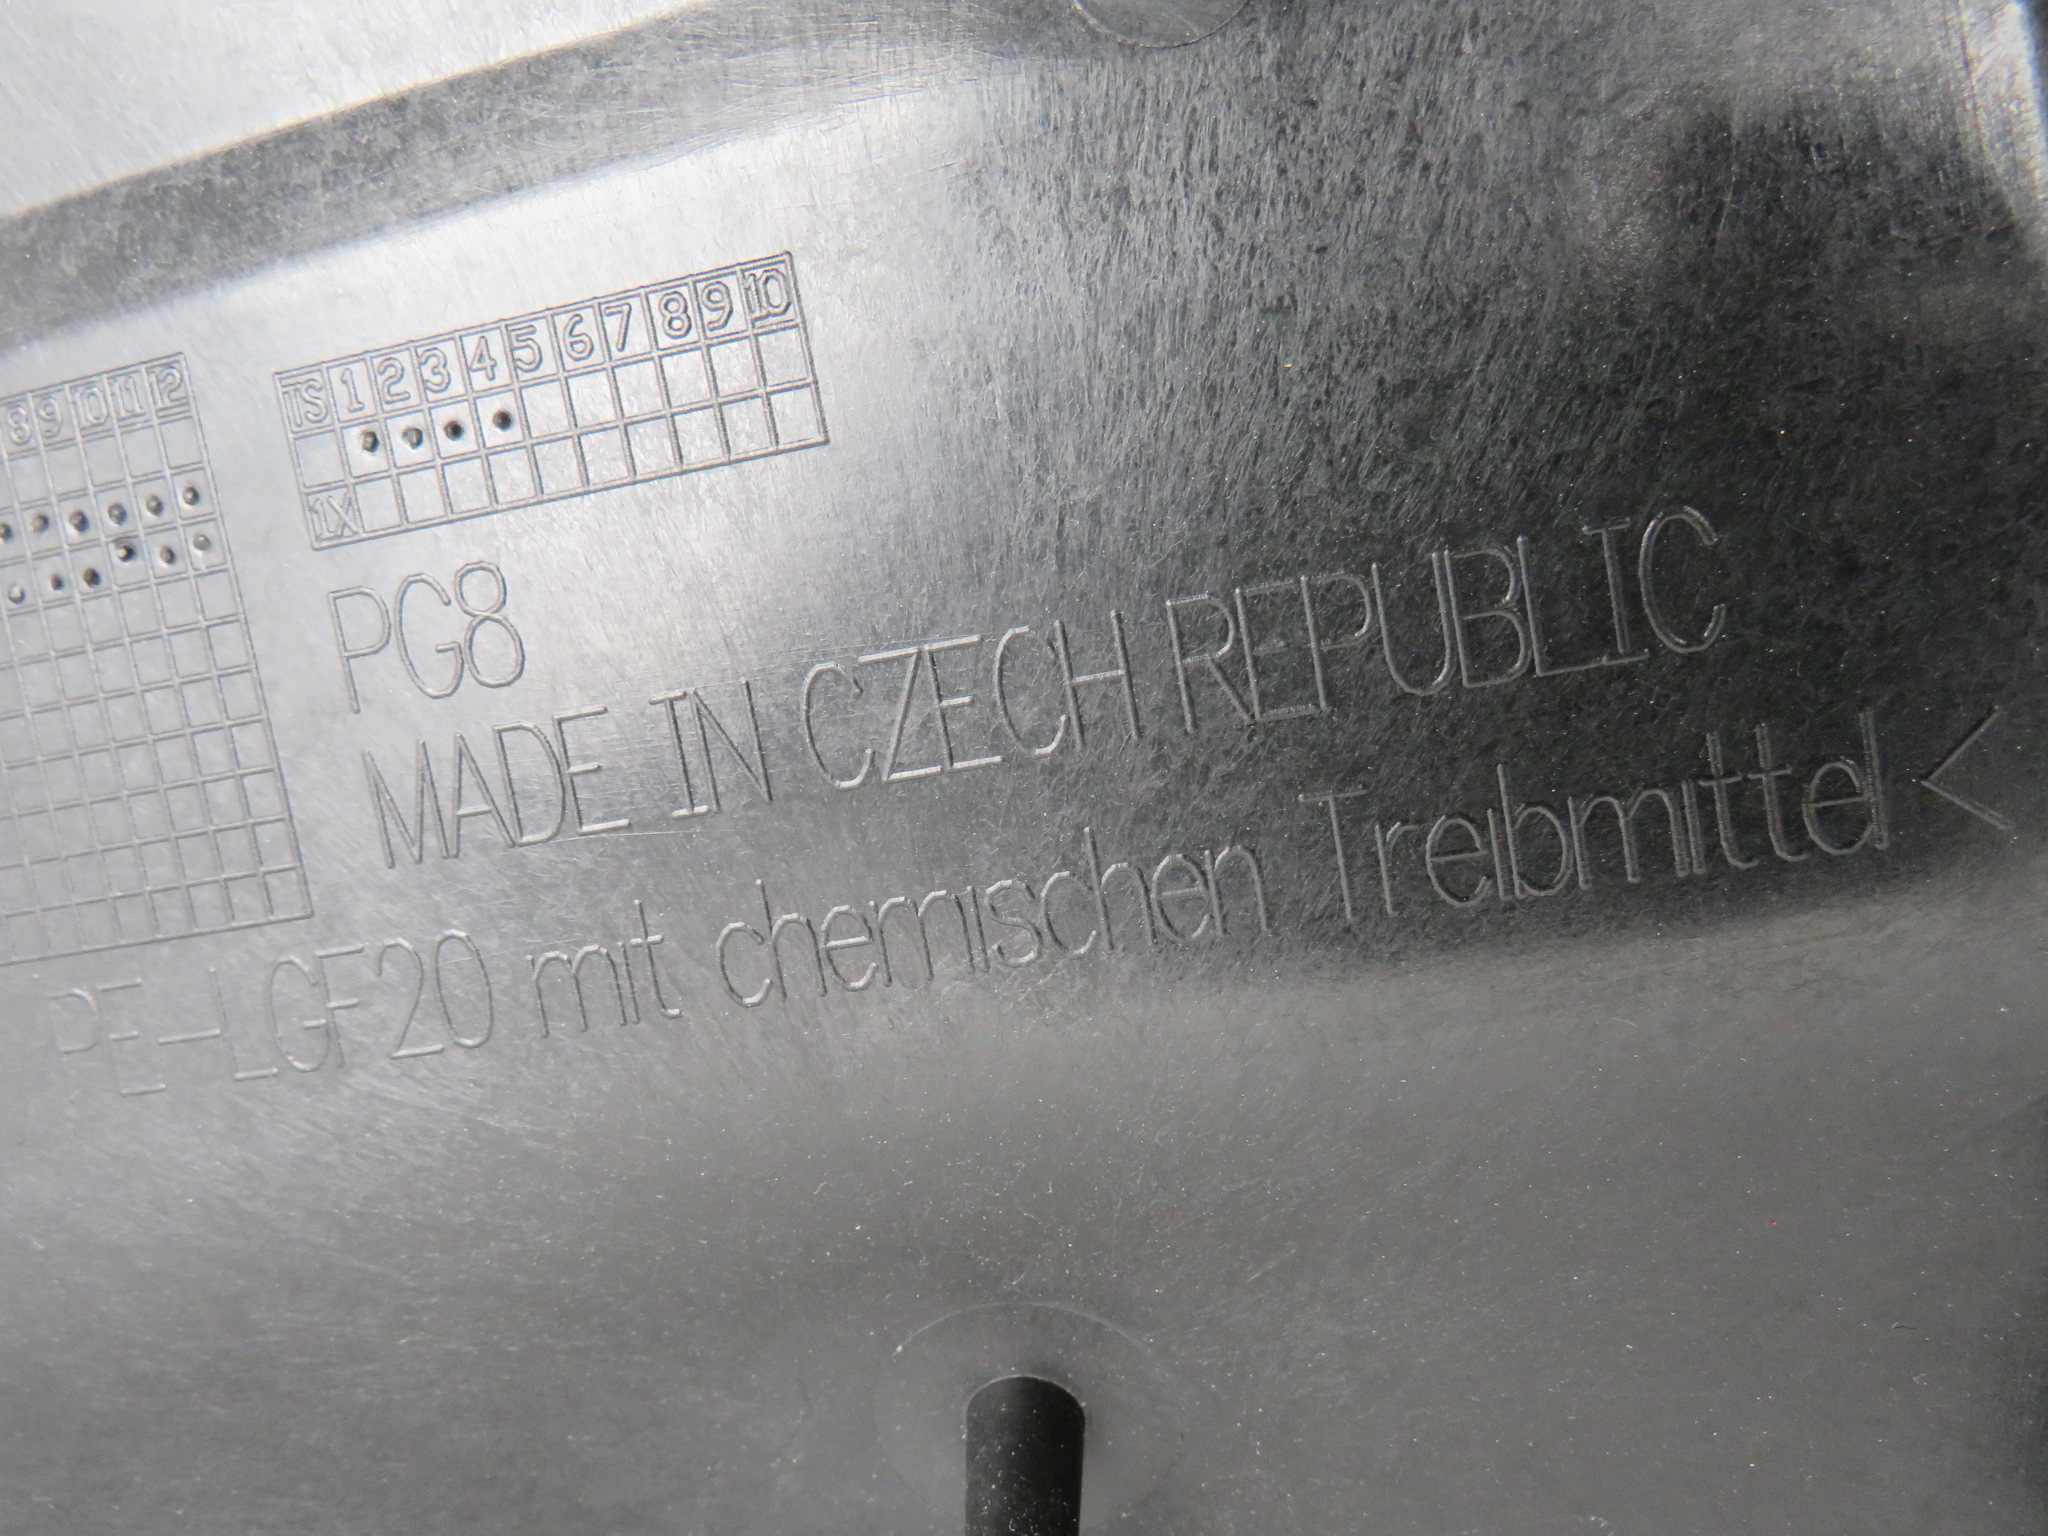 8 9 10 11 12
TS 1 2 3 4 5 6 7 8 9 10
1X
PG8
MADE IN CZECH REPUBLIC
PE-LGF20 mit chemischen Treibmittel <